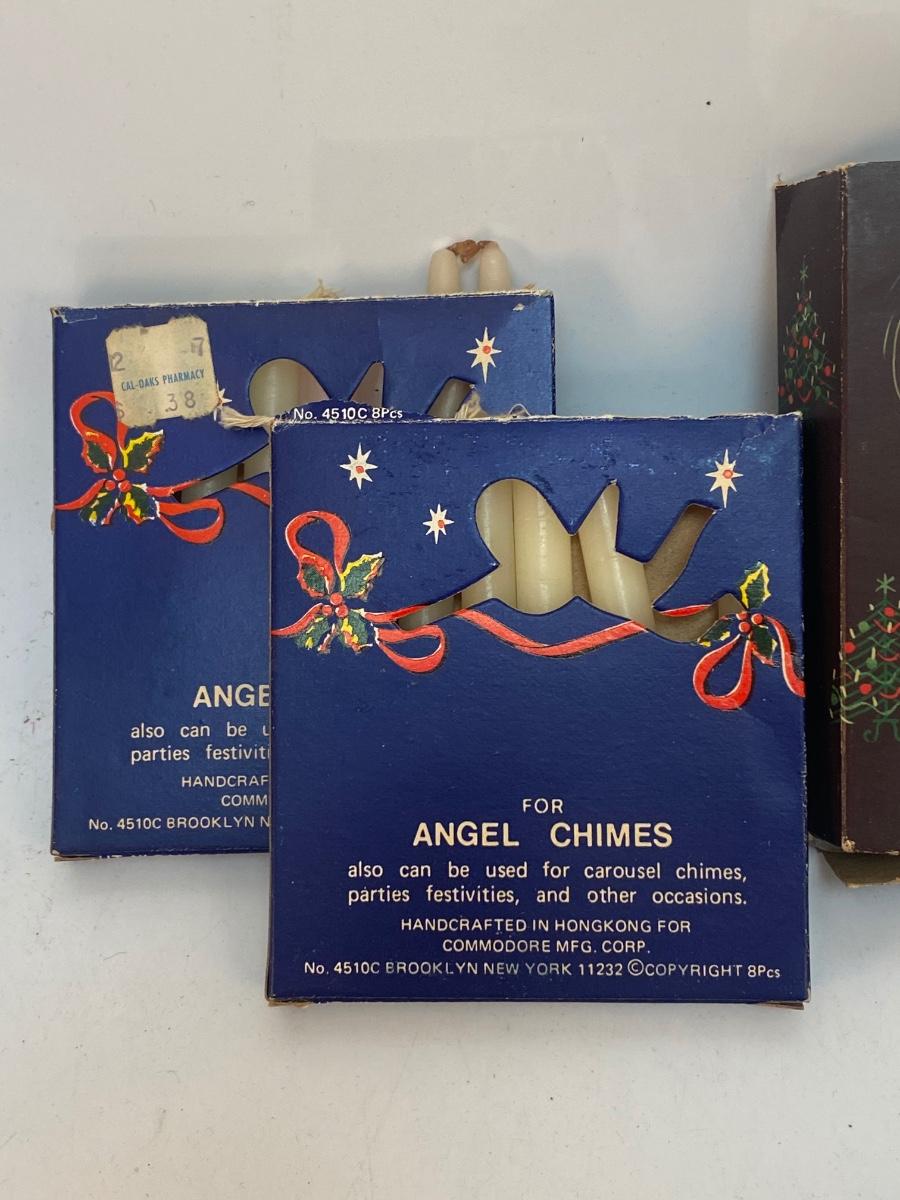 2 7
CAL-OAKS PHARMACY
38
No. 4510C 8Pcs
ANGE
also can be u
parties festiviti
HANDCRAF
COMM
No. 4510C BROOKLYN N
FOR
ANGEL CHIMES
also can be used for carousel chimes,
parties festivities, and other occasions.
HANDCRAFTED IN HONGKONG FOR
COMMODORE MFG. CORP.
No. 4510C BROOKLYN NEW YORK 11232 ©COPYRIGHT 8Pcs